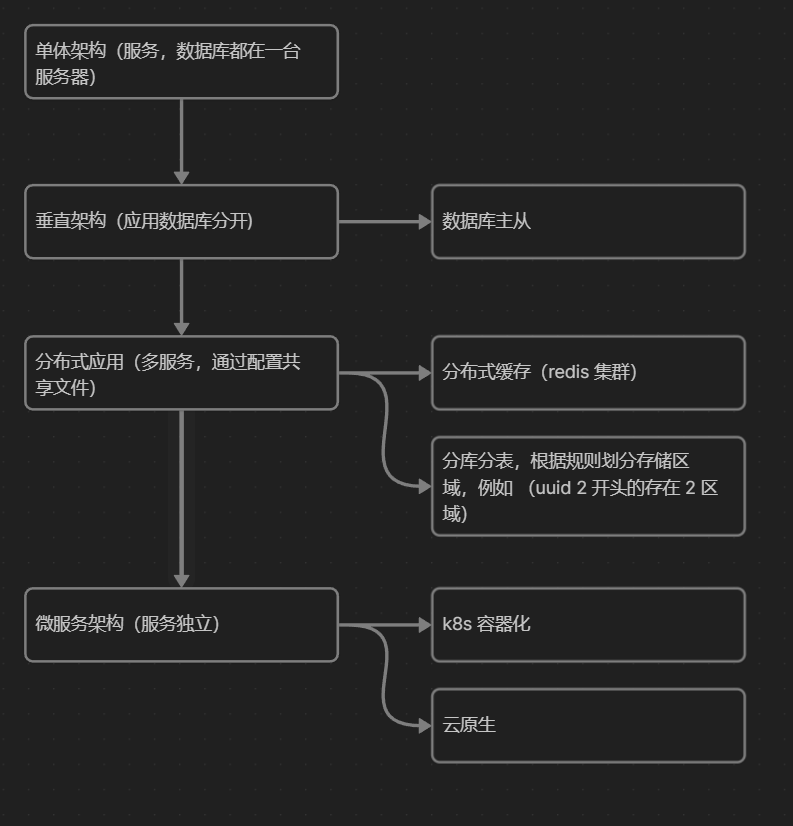 单体架构（服务，数据库都在一台
服务器）
垂直架构（应用数据库分开）
数据库主从
分布式应用（多服务，通过配置共
享文件）
分布式缓存（redis 集群）
分库分表，根据规则划分存储区
域，例如 （uuid 2 开头的存在 2 区
域）
微服务架构（服务独立）
k8s 容器化
云原生